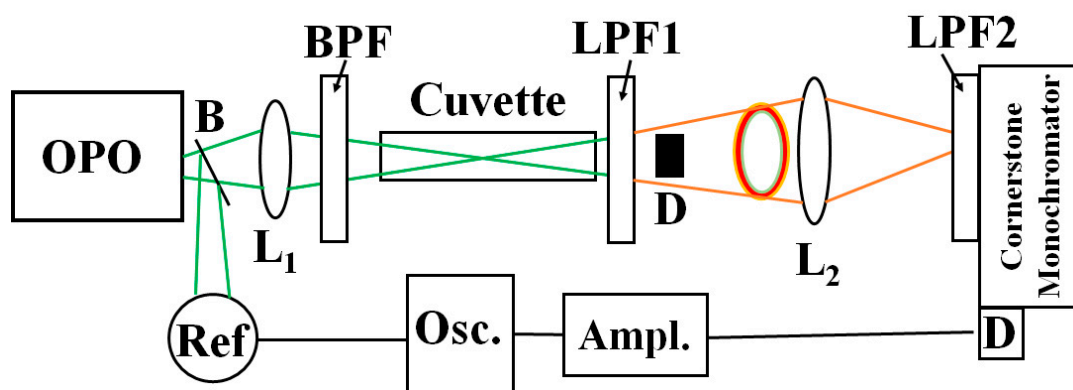 BPF
LPF1
LPF2
OPO
B
Cuvette
L1
D
L2
Cornerstone
Monochromator
Ref
Osc.
Ampl.
D